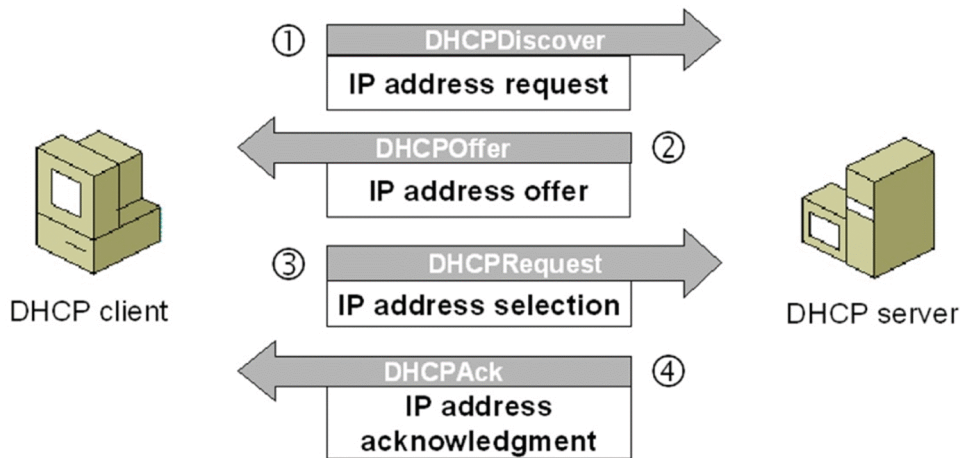 ① DHCPDiscover
IP address request
DHCPOffer ②
IP address offer
③ DHCPRequest
IP address selection
DHCP client
DHCP server
DHCPAck ④
IP address
acknowledgment